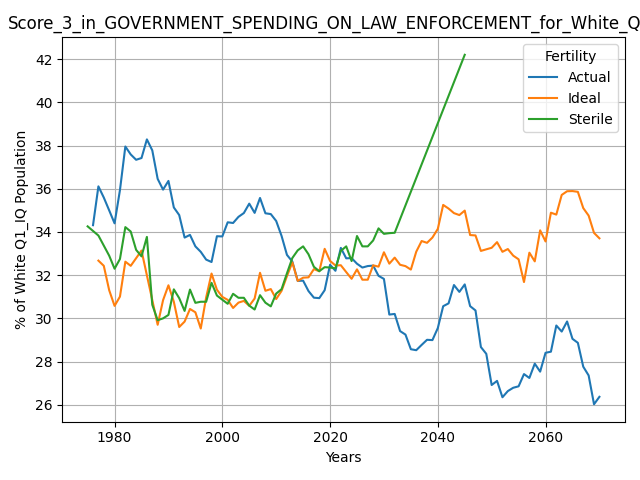 Score_3_in_GOVERNMENT_SPENDING_ON_LAW_ENFORCEMENT_for_White_Q
% of White Q1_IQ Population
42
40
38
36
34
32
30
28
26
Fertility
Actual
Ideal
Sterile
1980
2000
2020
2040
2060
Years